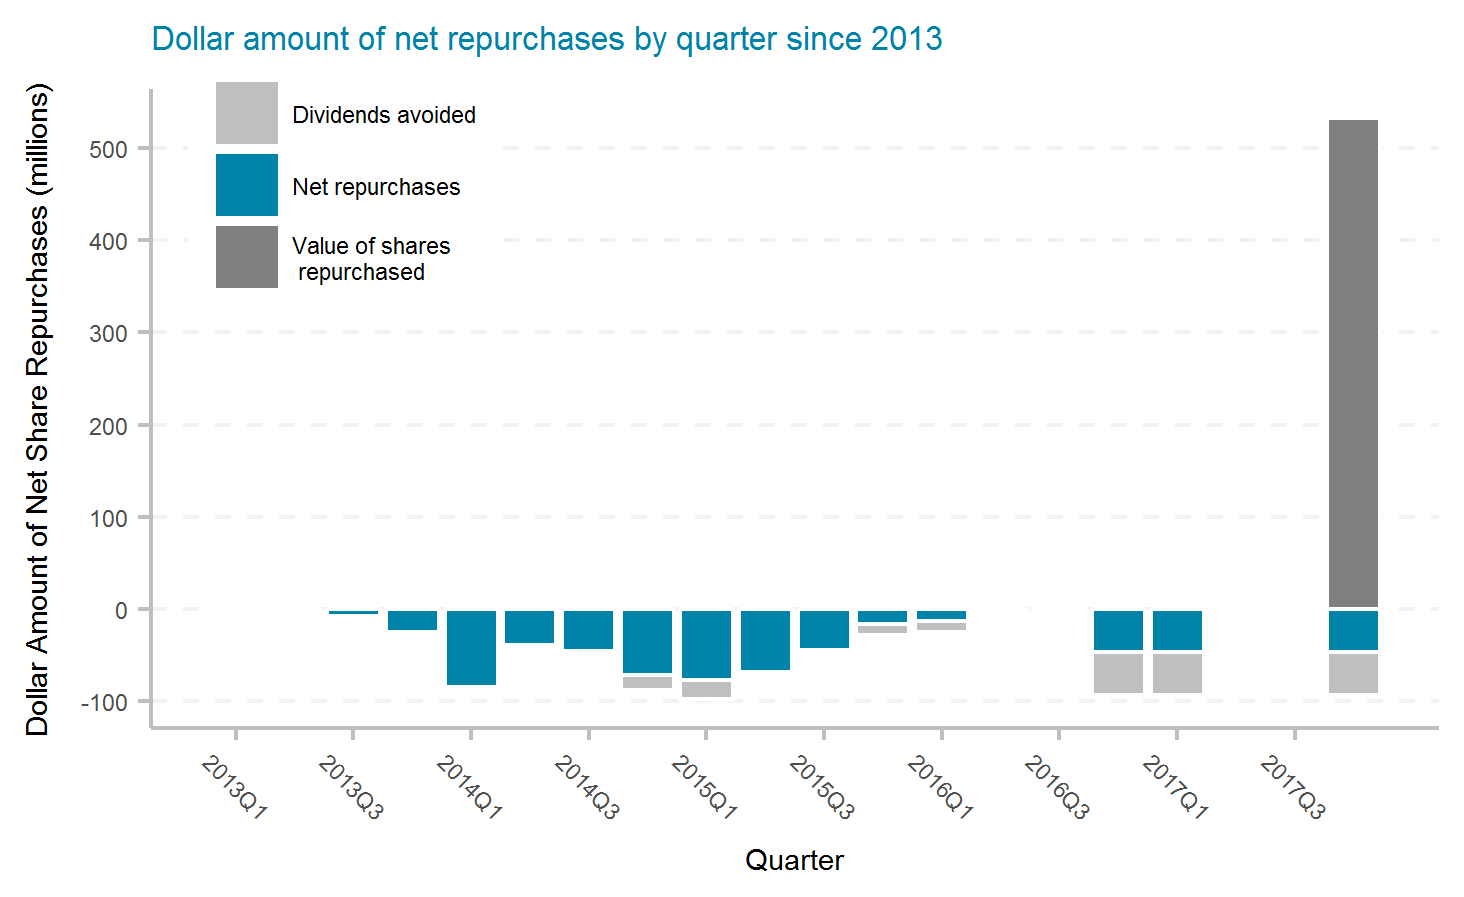 Dollar amount of net repurchases by quarter since 2013
Dividends avoided
Net repurchases
Value of shares
repurchased
Dollar Amount of Net Share Repurchases (millions)
500
400
300
200
100
0
-100
2013Q1
2013Q3
2014Q1
2014Q3
2015Q1
2015Q3
2016Q1
2016Q3
2017Q1
2017Q3
Quarter